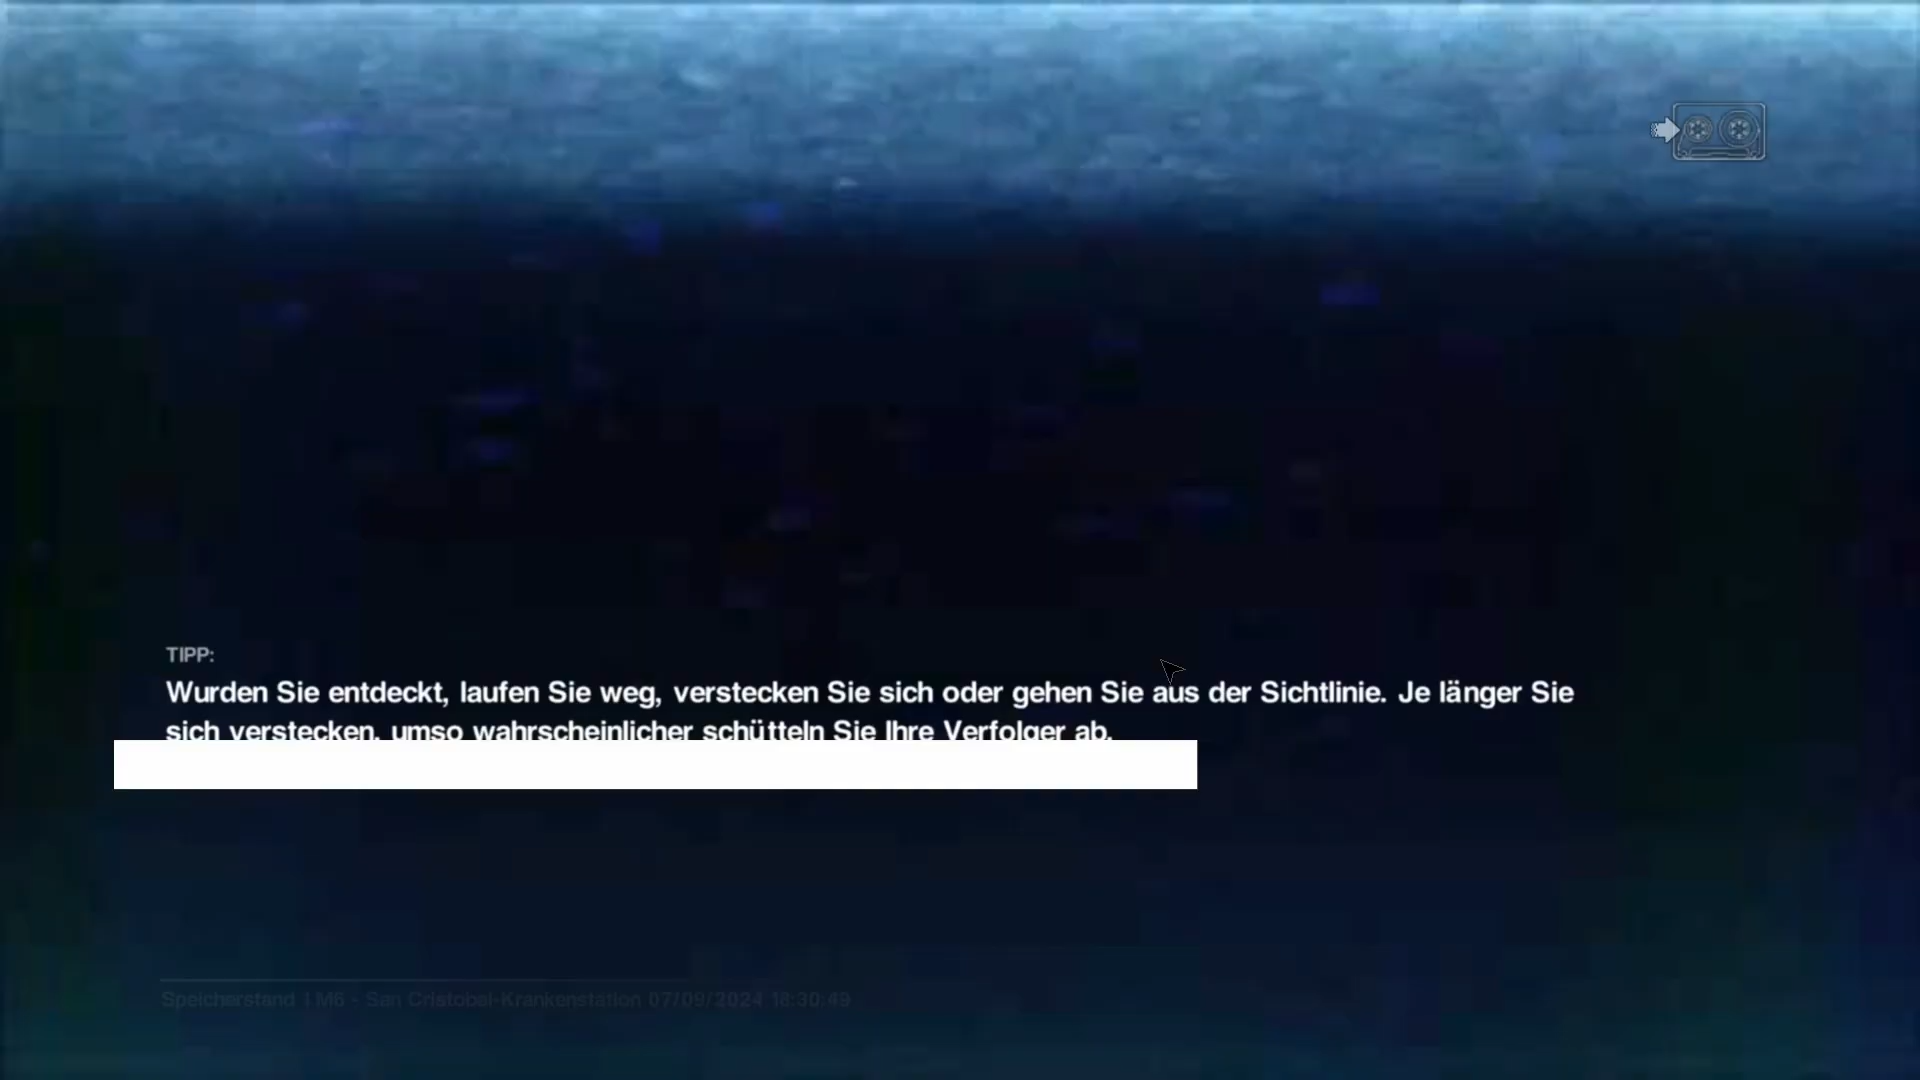 TIPP:
Wurden Sie entdeckt, laufen Sie weg, verstecken Sie sich oder gehen Sie aus der Sichtlinie. Je länger Sie
sich verstecken, umso wahrscheinlicher schütteln Sie Ihre Verfolger ab.
Speicherstand 1 M6 - San Cristobal-Krankenstation 07/09/2024 18:30:49